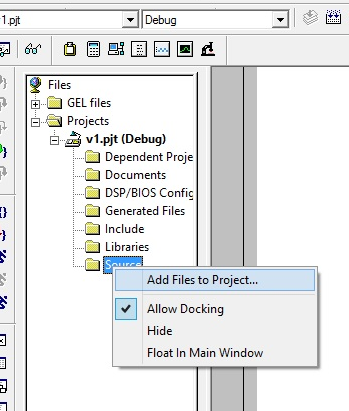 v1.pjt
Debug
Files
GEL files
Projects
v1.pjt (Debug)
Dependent Proje
Documents
DSP/BIOS Config
Generated Files
Include
Libraries
Source
Add Files to Project...
Allow Docking
Hide
Float In Main Window